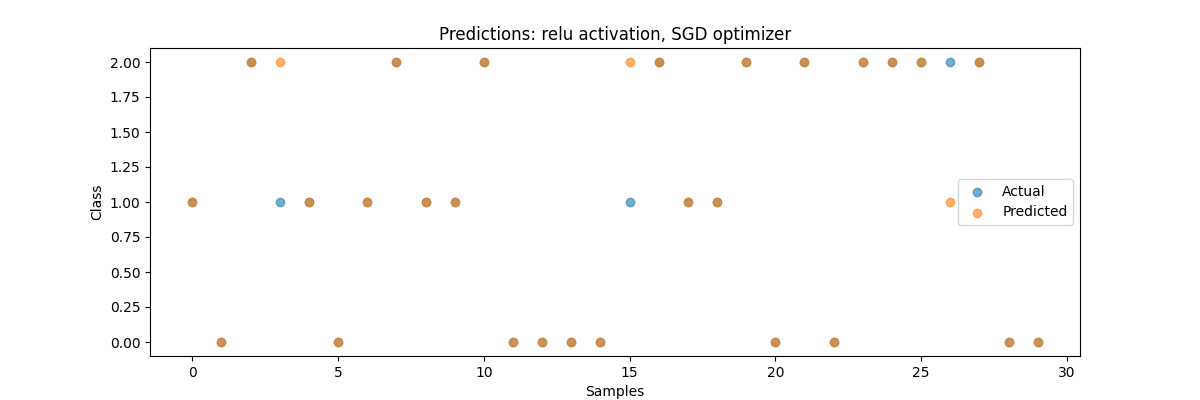 Predictions: relu activation, SGD optimizer
2.00
1.75
1.50
1.25
1.00
0.75
0.50
0.25
0.00
Class
Actual
Predicted
0 5 10 15 20 25 30
Samples